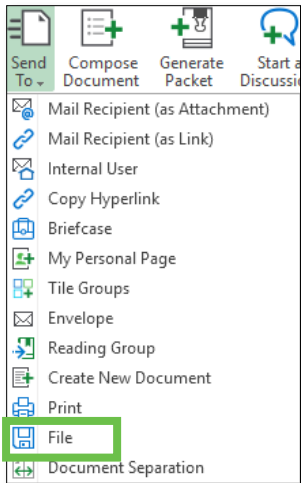 Send
To
Compose
Document
Generate
Packet
Start a
Mail Recipient (as Attachment)
Mail Recipient (as Link)
Internal User
Copy Hyperlink
Briefcase
My Personal Page
Tile Groups
Envelope
Reading Group
Create New Document
Print
File
Document Separation